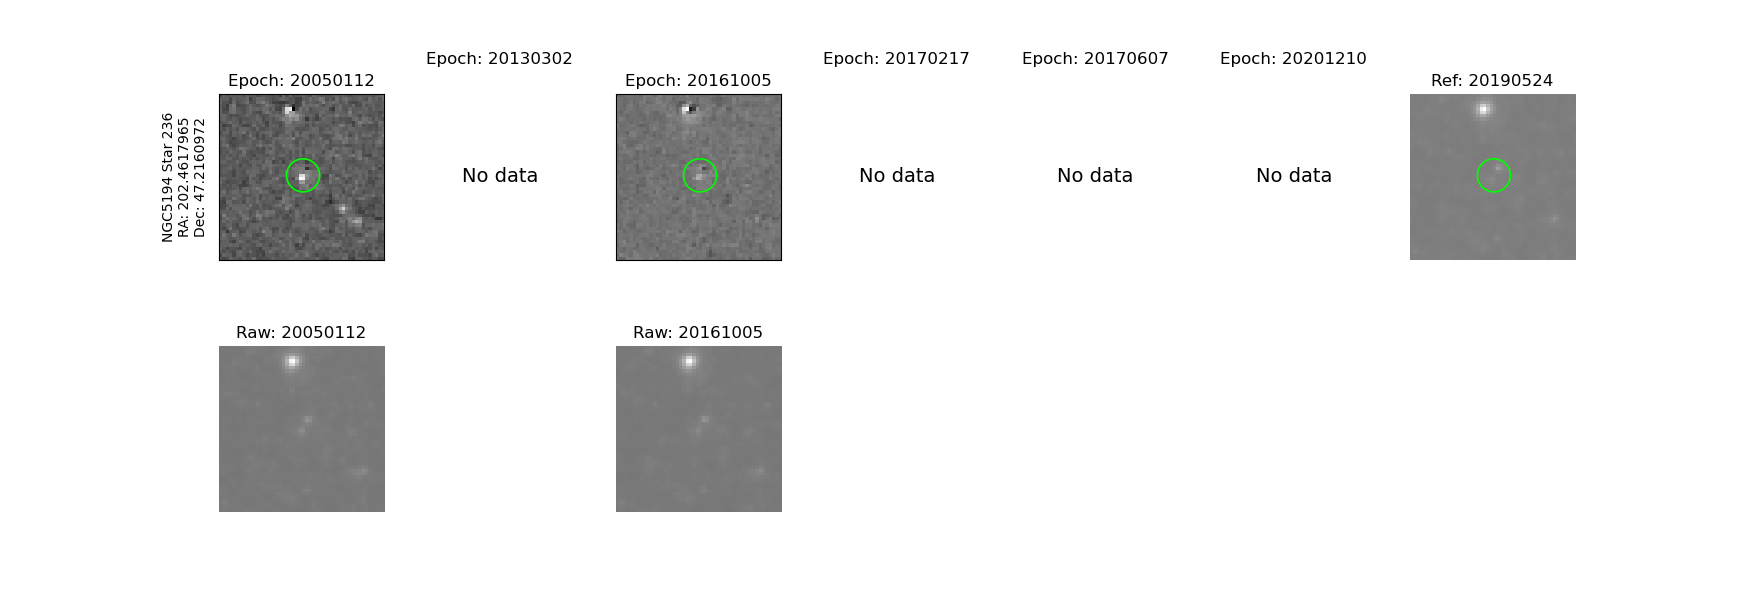 Epoch: 20050112
Epoch: 20130302
Epoch: 20161005
Epoch: 20170217
Epoch: 20170607
Epoch: 20201210
Ref: 20190524
NGC5194 Star 236
RA: 202.4617965
Dec: 47.2160972
No data
No data
No data
No data
Raw: 20050112
Raw: 20161005